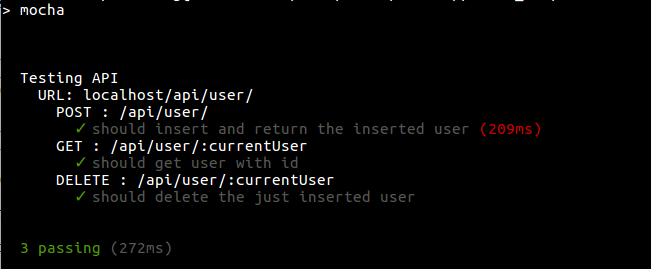 > mocha
Testing API
URL: localhost/api/user/
POST : /api/user/
✓ should insert and return the inserted user (209ms)
GET : /api/user/:currentUser
✓ should get user with id
DELETE : /api/user/:currentUser
✓ should delete the just inserted user
3 passing (272ms)